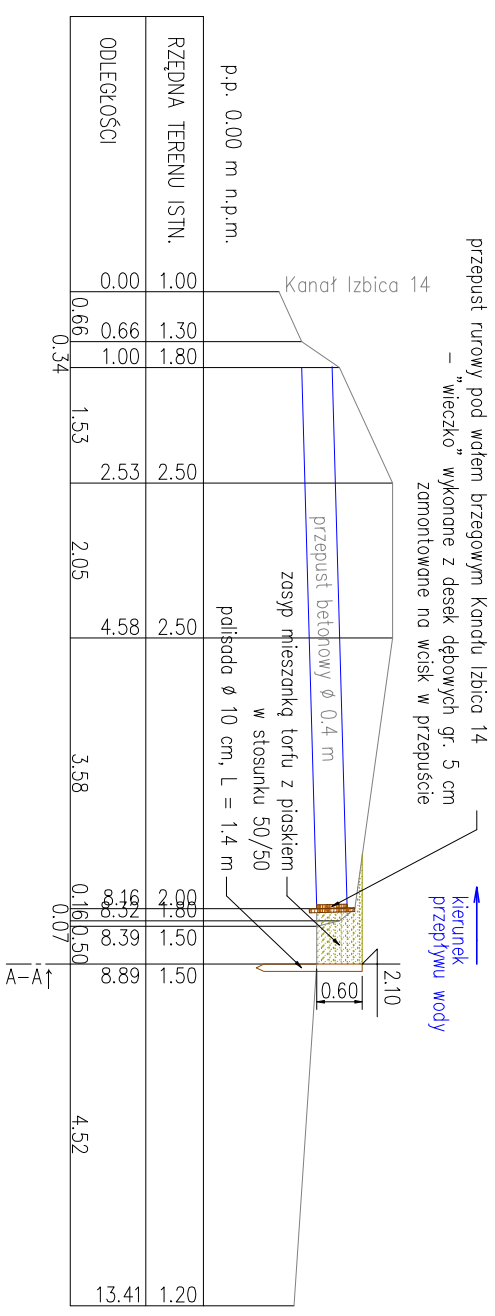 przepust rurowy pod wałem brzegowym Kanału Izbica 14
– "wieczko" wykonane z desek dębowych gr. 5 cm
zamontowane na wcisk w przepuście
kierunek
przepływu wody
Kanał Izbica 14
przepust betonowy ø 0.4 m
zasyp mieszanką torfu z piaskiem
w stosunku 50/50
palisada ø 10 cm, L = 1.4 m
2.10
0.60
p.p. 0.00 m n.p.m.
RZĘDNA TERENU ISTN. 1.00 1.30 1.80 2.50 2.50 2.00 1.80 1.50 1.50 1.20
ODLEGŁOŚCI 0.00 0.66 1.00 2.53 4.58 8.16 8.32 8.39 8.89 13.41
0.66 0.34 1.53 2.05 3.58 0.16 0.07 0.50 4.52
A–A